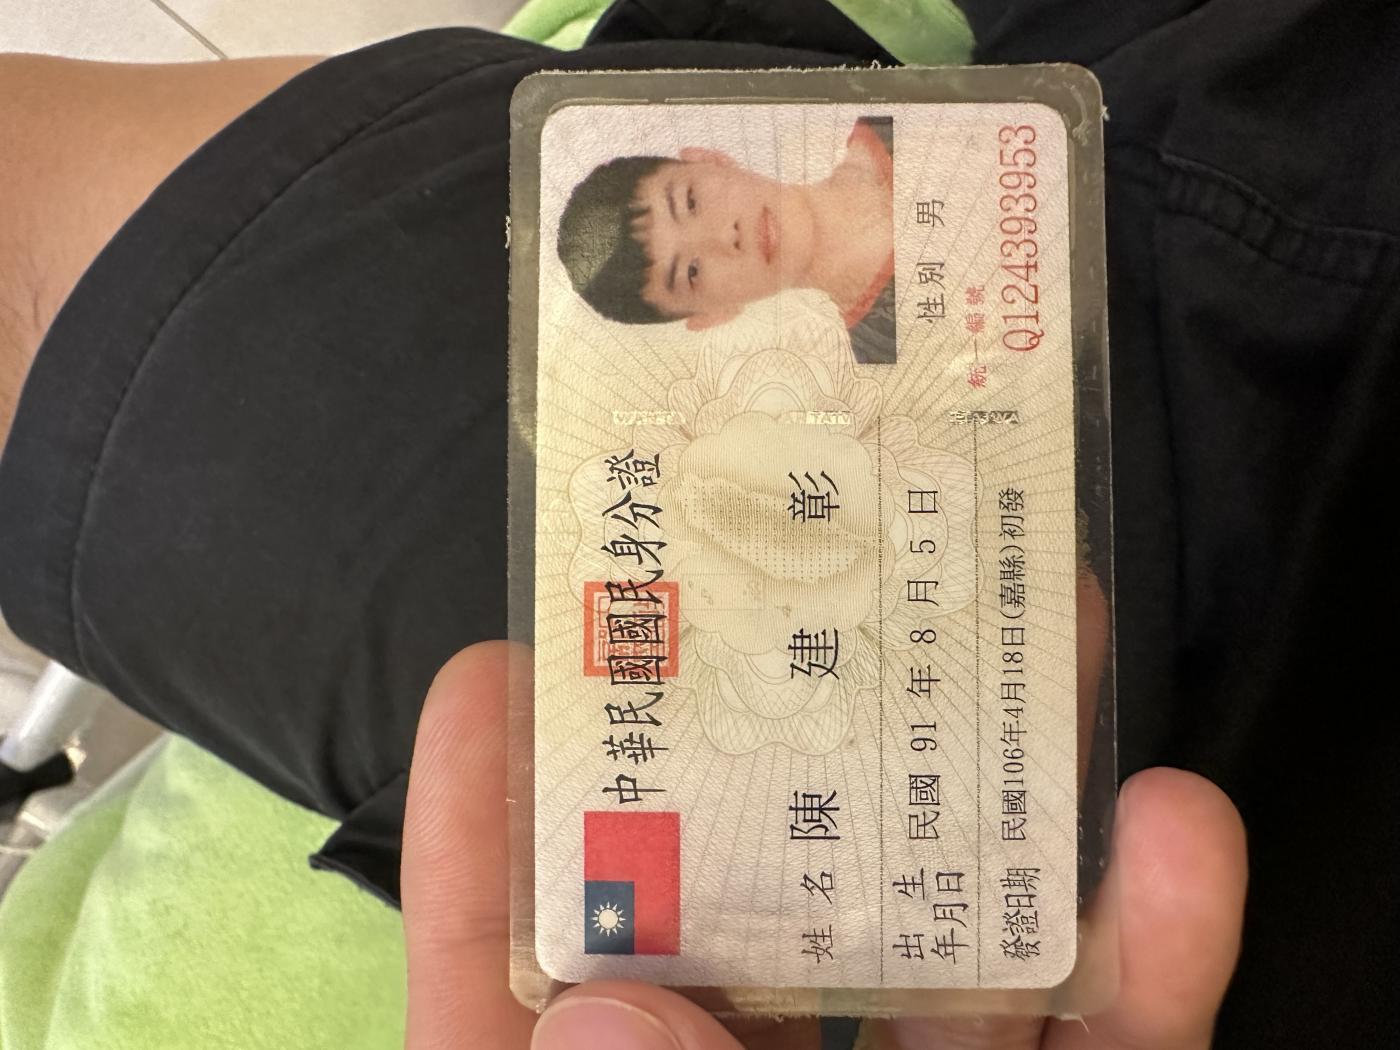 中華民國國民身分證
姓名 陳建彰
出生年月日 民國 91 年 8 月 5 日
性別 男
發證日期 民國106年4月18日(嘉縣)初發
統一編號
Q124393953